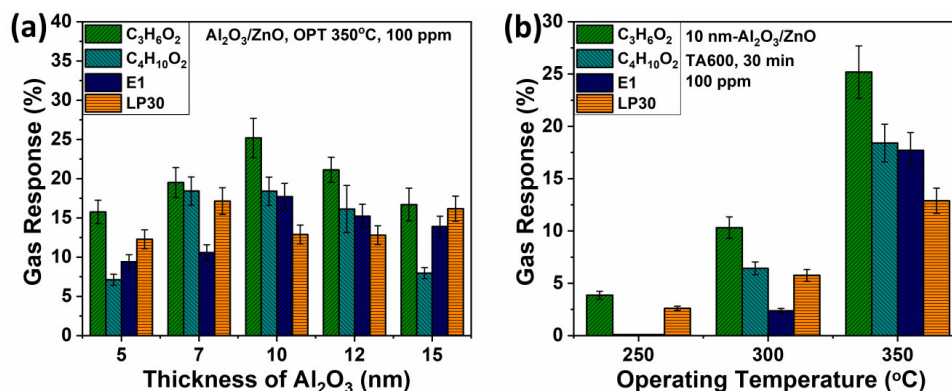 (a)
Gas Response (%)
40
35
30
25
20
15
10
5
0
C₃H₆O₂
C₄H₁₀O₂
E1
LP30
Al₂O₃/ZnO, OPT 350°C, 100 ppm
5 7 10 12 15
Thickness of Al₂O₃ (nm)
(b)
Gas Response (%)
30
25
20
15
10
5
0
C₃H₆O₂
C₄H₁₀O₂
E1
LP30
10 nm-Al₂O₃/ZnO
TA600, 30 min
100 ppm
250 300 350
Operating Temperature (°C)